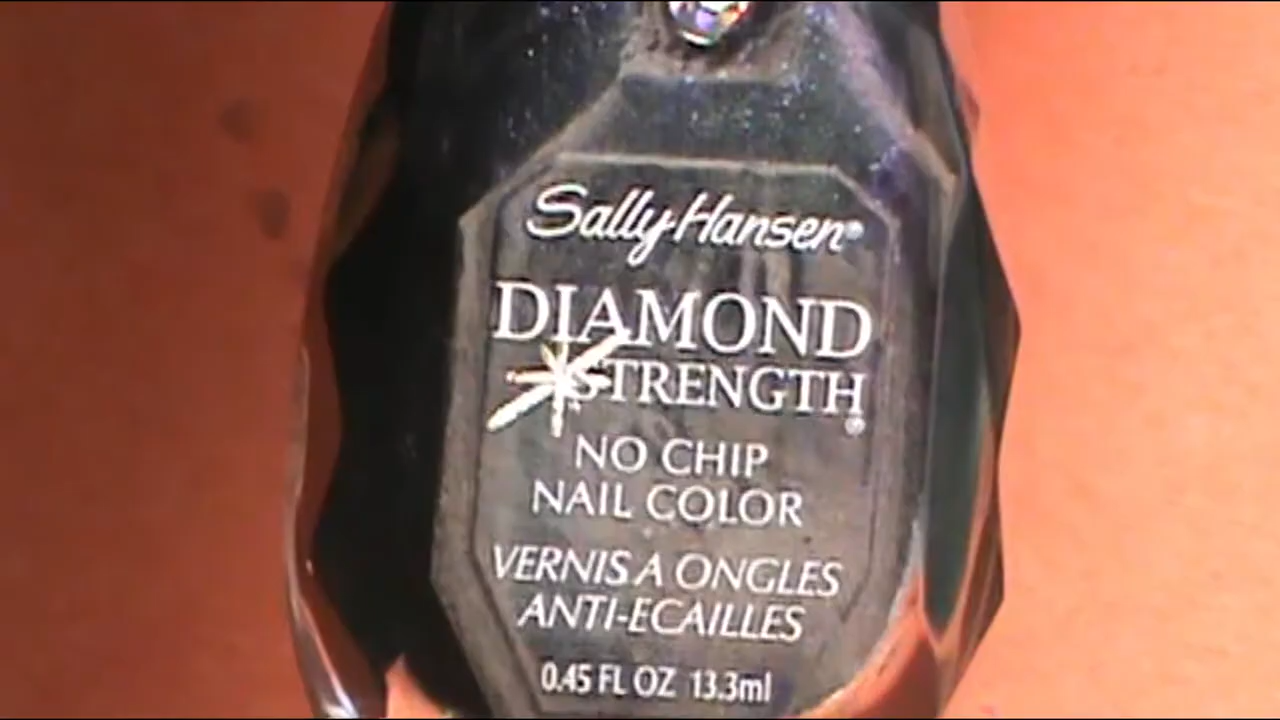 Sally Hansen®
DIAMOND
STRENGTH®
NO CHIP
NAIL COLOR
VERNIS A ONGLES
ANTI-ECAILLES
0.45 FL OZ 13.3ml